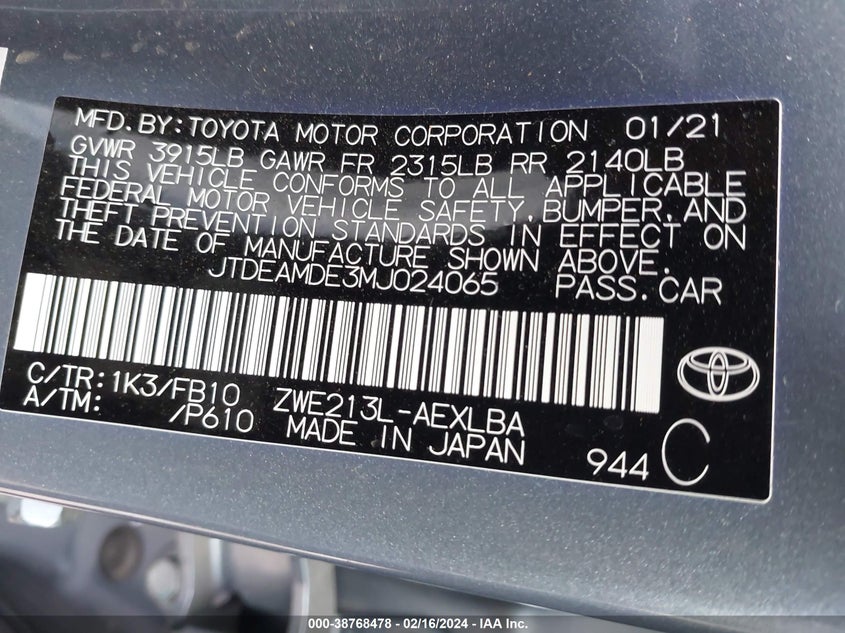 MFD.BY:TOYOTA MOTOR CORPORATION 01/21
GVWR 3915LB GAWR FR 2315LB RR 2140LB
THIS VEHICLE CONFORMS TO ALL APPLICABLE
FEDERAL MOTOR VEHICLE SAFETY,BUMPER,AND
THEFT PREVENTION STANDARDS IN EFFECT ON
THE DATE OF MANUFACTURE SHOWN ABOVE.
JTDEAMDE3MJ024065 PASS.CAR
C/TR:1K3/FB10 ZWE213L-AEXLBA
A/TM: /P610 MADE IN JAPAN 944 C
000-38768478 - 02/16/2024 - IAA Inc.